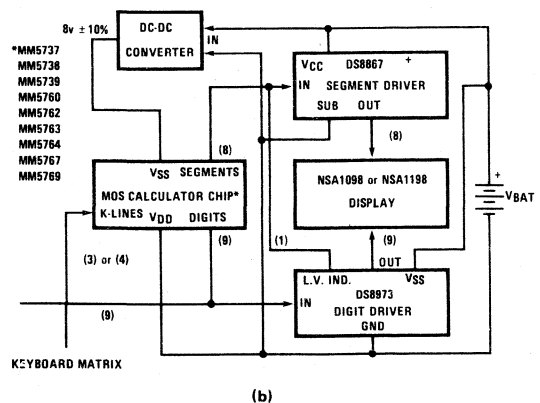 8v ± 10%
DC-DC
CONVERTER
IN
*MM5737
MM5738
MM5739
MM5760
MM5762
MM5763
MM5764
MM5767
MM5769
VCC DS8867 +
IN SEGMENT DRIVER
SUB OUT
(8)
(8)
VSS SEGMENTS
MOS CALCULATOR CHIP*
K-LINES VDD DIGITS
NSA1098 or NSA1198
DISPLAY
+
VBAT
(3) or (4)
(9)
(1)
(9)
OUT
L.V. IND. VSS
IN DS8973
DIGIT DRIVER
GND
(9)
KEYBOARD MATRIX
(b)